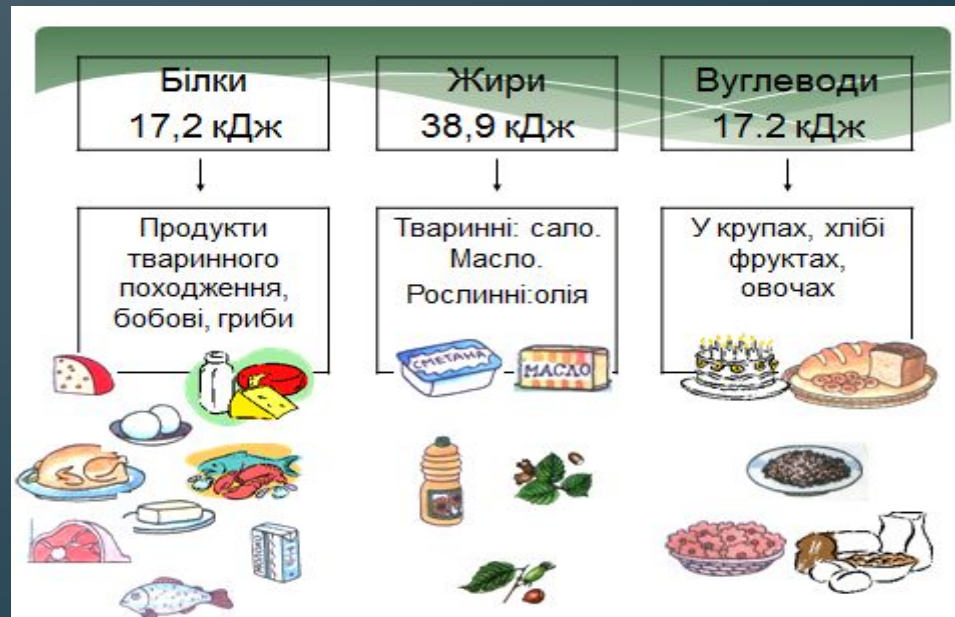 Білки
17,2 кДж
Жири
38,9 кДж
Вуглеводи
17.2 кДж
Продукти
тваринного
походження,
бобові, гриби
Тваринні: сало.
Масло.
Рослинні:олія
У крупах, хлібі
фруктах,
овочах
СМЕТАНА
МАСЛО
МОЛОКО